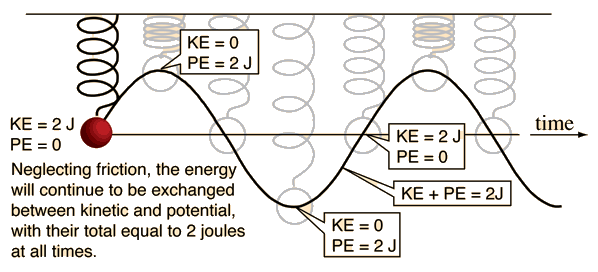 KE = 0
PE = 2 J
KE = 2 J
PE = 0
time
KE = 2 J
PE = 0
Neglecting friction, the energy
will continue to be exchanged
between kinetic and potential,
with their total equal to 2 joules
at all times.
KE + PE = 2J
KE = 0
PE = 2 J